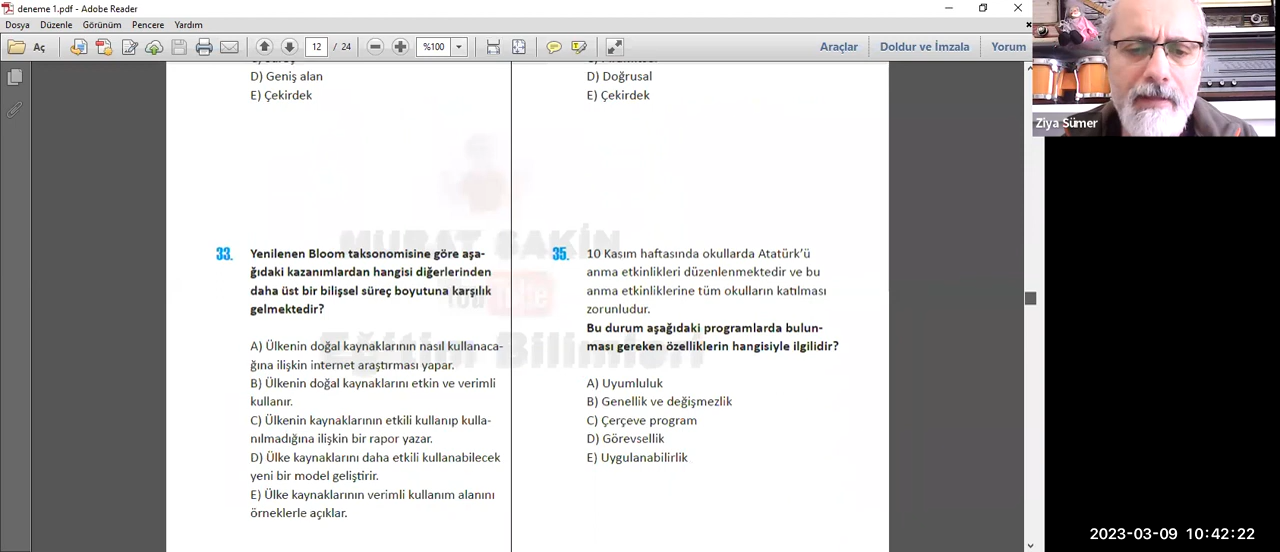 deneme 1.pdf - Adobe Reader
Dosya Düzenle Görünüm Pencere Yardım
Aç
12 / 24
%100
Araçlar
Doldur ve İmzala
Yorum
D) Geniş alan
E) Çekirdek
33. Yenilenen Bloom taksonomisine göre aşa-
ğıdaki kazanımlardan hangisi diğerlerinden
daha üst bir bilişsel süreç boyutuna karşılık
gelmektedir?
A) Ülkenin doğal kaynaklarının nasıl kullanaca-
ğına ilişkin internet araştırması yapar.
B) Ülkenin doğal kaynaklarını etkin ve verimli
kullanır.
C) Ülkenin kaynaklarının etkili kullanıp kulla-
nılmadığına ilişkin bir rapor yazar.
D) Ülke kaynaklarını daha etkili kullanabilecek
yeni bir model geliştirir.
E) Ülke kaynaklarının verimli kullanım alanını
örneklerle açıklar.
D) Doğrusal
E) Çekirdek
35. 10 Kasım haftasında okullarda Atatürk’ü
anma etkinlikleri düzenlenmektedir ve bu
anma etkinliklerine tüm okulların katılması
zorunludur.
Bu durum aşağıdaki programlarda bulun-
ması gereken özelliklerin hangisiyle ilgilidir?
A) Uyumluluk
B) Genellik ve değişmezlik
C) Çerçeve program
D) Görevsellik
E) Uygulanabilirlik
MURAT SAKİN
YouTube
Eğitim Bilimleri
Ziya Sümer
2023-03-09 10:42:22